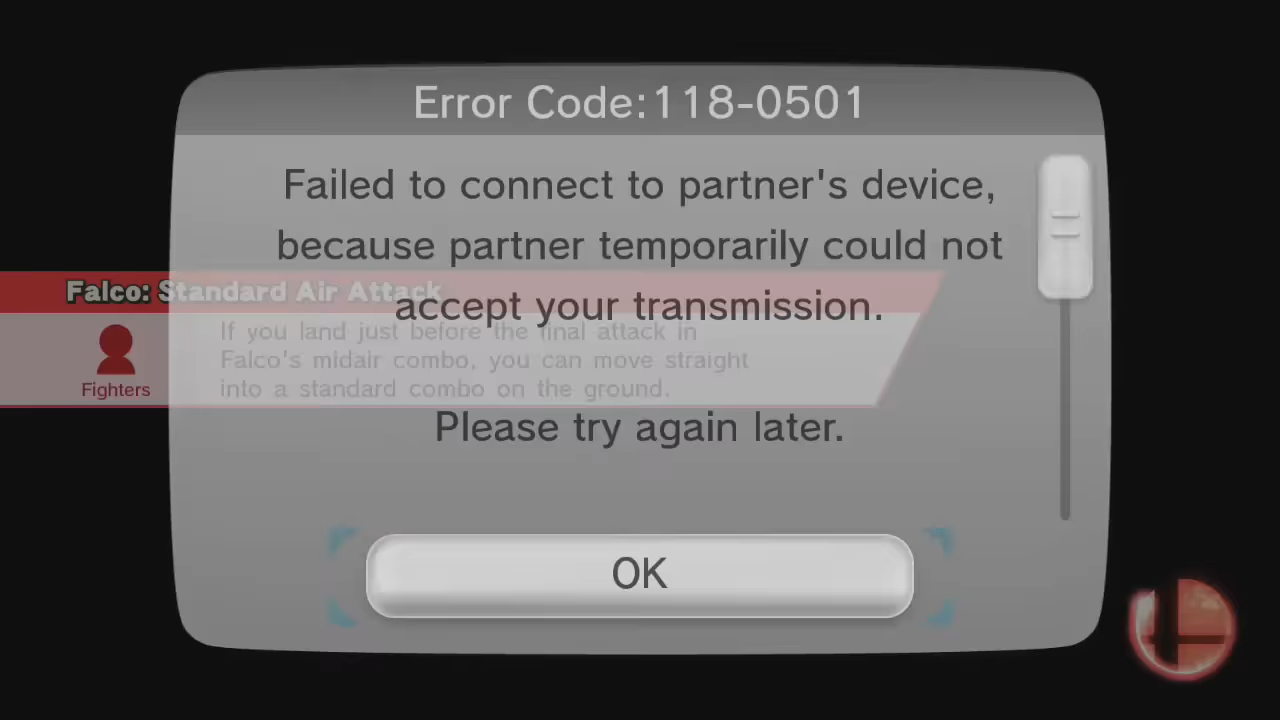 Error Code:118-0501
Failed to connect to partner's device,
because partner temporarily could not
accept your transmission.
Falco: Standard Air Attack
If you land just before the final attack in
Falco's midair combo, you can move straight
into a standard combo on the ground.
Fighters
Please try again later.
OK